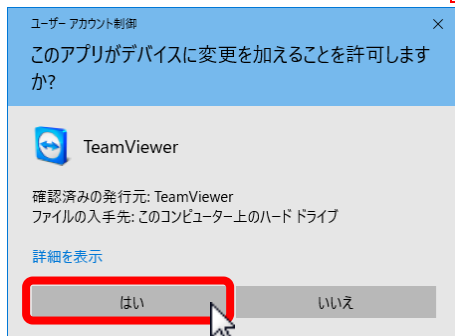 ユーザー アカウント制御
このアプリがデバイスに変更を加えることを許可します
か?
TeamViewer
確認済みの発行元: TeamViewer
ファイルの入手先: このコンピューター上のハード ドライブ
詳細を表示
はい
いいえ